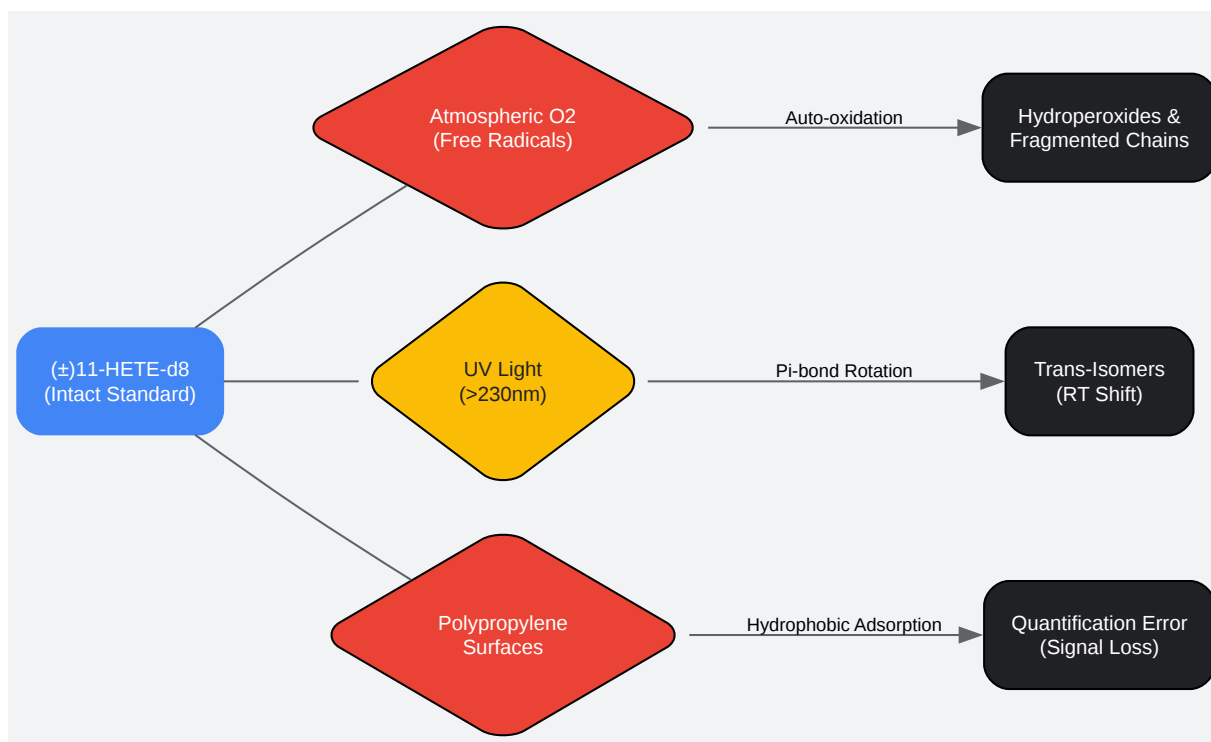 (±)11-HETE-d8
(Intact Standard)
Atmospheric O2
(Free Radicals)
Auto-oxidation
Hydroperoxides &
Fragmented Chains
UV Light
(>230nm)
Pi-bond Rotation
Trans-Isomers
(RT Shift)
Polypropylene
Surfaces
Hydrophobic Adsorption
Quantification Error
(Signal Loss)